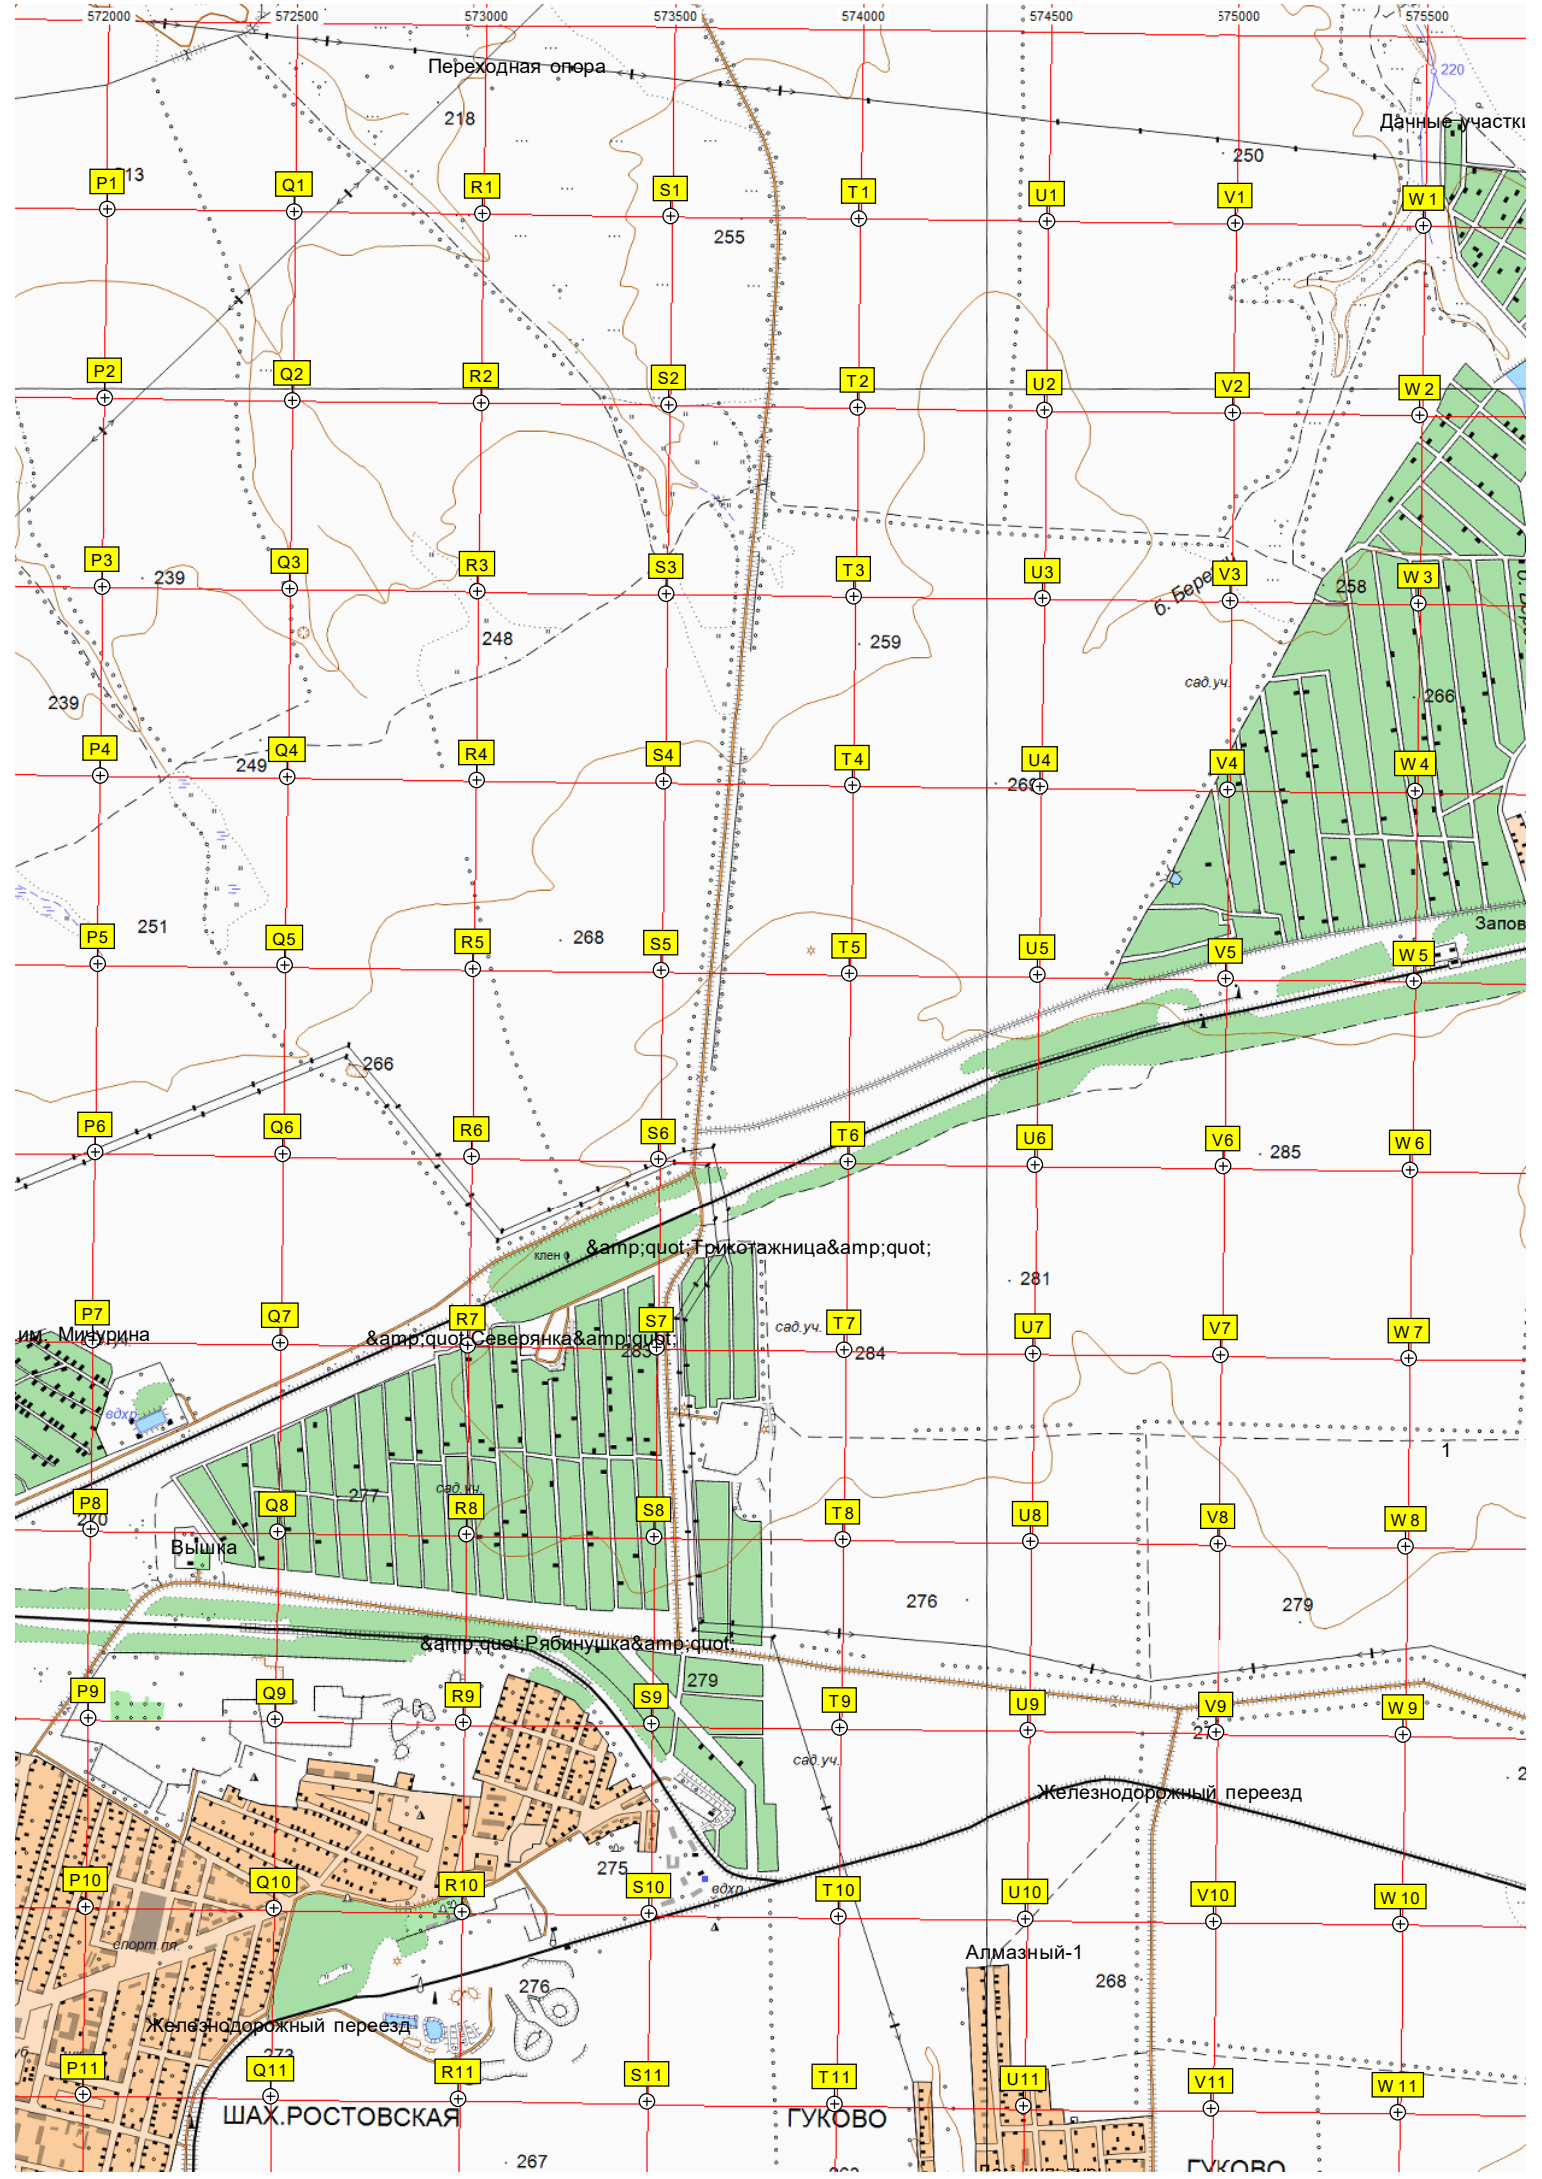 572000 572500 573000 573500 574000 574500 575000 575500
Переходная опора
220
218
Дачные участки
250
P1 Q1 R1 S1 T1 U1 V1 W1
255
P2 Q2 R2 S2 T2 U2 V2 W2
P3 Q3 R3 S3 T3 U3 V3 W3
239
258
248
259
сад.уч.
239
266
P4 Q4 R4 S4 T4 U4 V4 W4
249
269
251
268
Запов
P5 Q5 R5 S5 T5 U5 V5 W5
266
P6 Q6 R6 S6 T6 U6 V6 W6
285
клен
&amp;quot;Трикотажница&amp;quot;
281
P7 Q7 R7 S7 T7 U7 V7 W7
им. Мичурина
сад.уч.
&amp;quot;Северянка&amp;quot;
283
284
вдхр.
1
277
сад.уч.
P8 Q8 R8 S8 T8 U8 V8 W8
270
Вышка
276
279
&amp;quot;Рябинушка&amp;quot;
279
P9 Q9 R9 S9 T9 U9 V9 W9
сад.уч.
Железнодорожный переезд
275
вдхр.
P10 Q10 R10 S10 T10 U10 V10 W10
спорт.пл.
Алмазный-1
268
276
Железнодорожный переезд
273
P11 Q11 R11 S11 T11 U11 V11 W11
ШАХ.РОСТОВСКАЯ
ГУКОВО
267
ГУКОВО